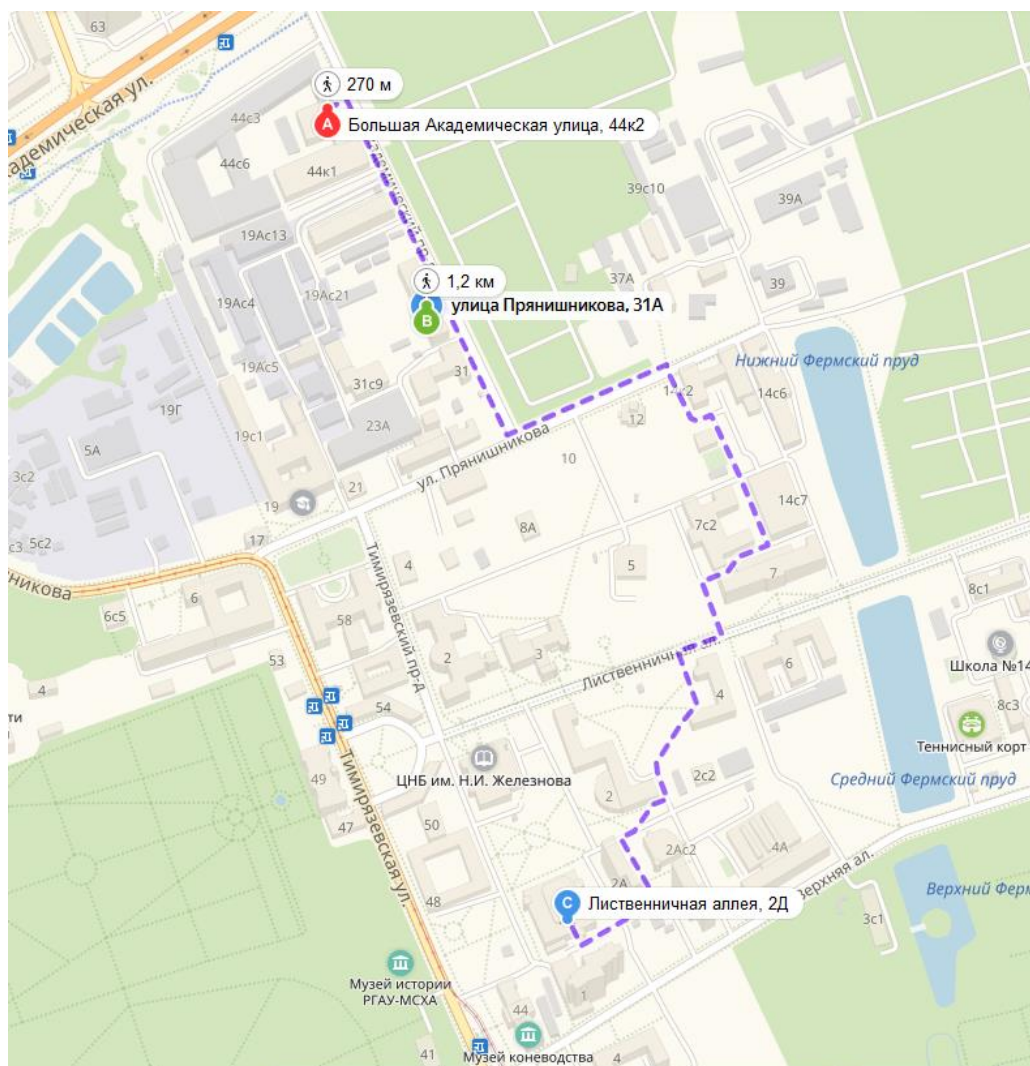 63
270 м
A
Большая Академическая улица, 44к2
адемическая ул.
44с3
44с6
44к1
адемический пр.
39с10
39А
19Ас13
37А
39
1,2 км
19Ас4
19Ас21
улица Прянишникова, 31А
B
Нижний Фермский пруд
19Ас5
31с9
31
14с6
19Г
23А
12
19с1
5А
ул. Прянишникова
3с2
21
10
14с7
19
8А
7с2
5с2
17
4
5
7
никова
8с1
6
6с5
58
Тимирязевский пр-д
2
3
Лиственничная ал.
6
Школа №14
53
4
4
8с3
54
Теннисный корт
ЦНБ им. Н.И. Железнова
2с2
Средний Фермский пруд
49
2
47
50
Тимирязевская ул.
2Ас2
4А
Верхняя ал.
2А
48
C
Лиственничная аллея, 2Д
Верхний Ферм
3с1
Музей истории
РГАУ-МСХА
1
44
41
Музей коневодства
4